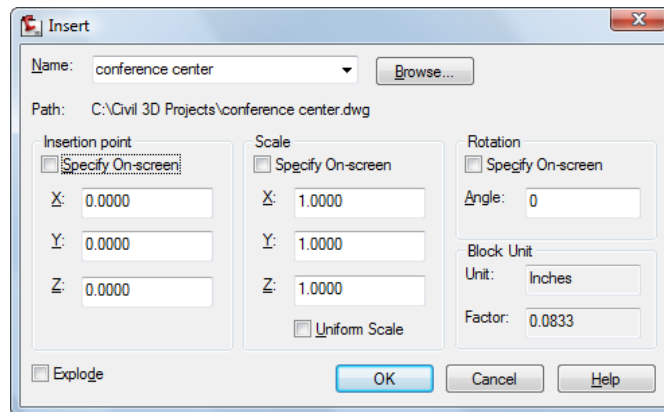 Insert
Name: conference center Browse...
Path: C:\Civil 3D Projects\conference center.dwg
Insertion point
Specify On-screen
X: 0.0000
Y: 0.0000
Z: 0.0000
Scale
Specify On-screen
X: 1.0000
Y: 1.0000
Z: 1.0000
Uniform Scale
Rotation
Specify On-screen
Angle: 0
Block Unit
Unit: Inches
Factor: 0.0833
Explode
OK Cancel Help